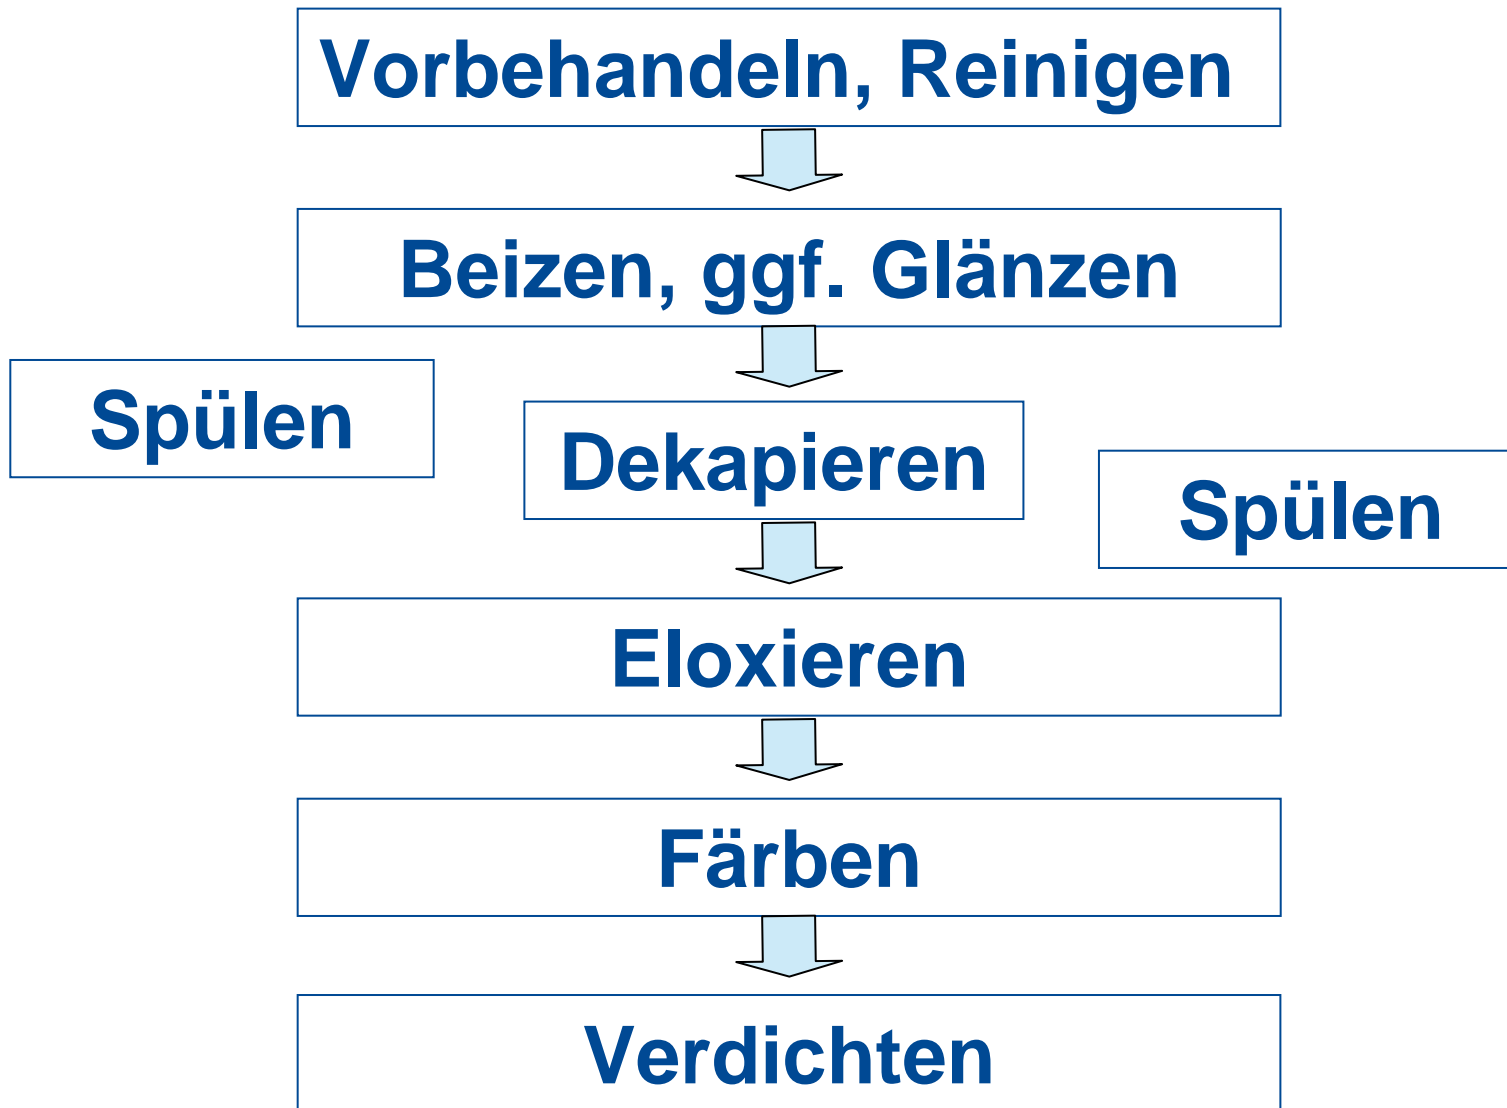 Vorbehandeln, Reinigen
Beizen, ggf. Glänzen
Spülen
Dekapieren
Spülen
Eloxieren
Färben
Verdichten